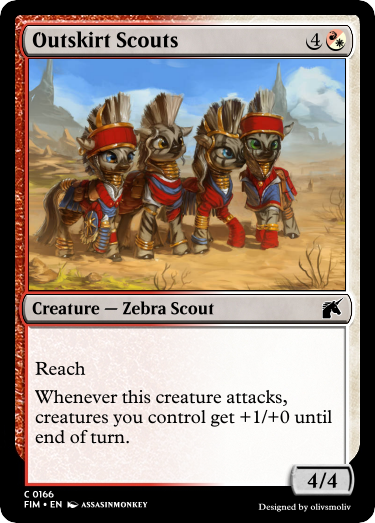 Outskirt Scouts 4
Creature — Zebra Scout
Reach
Whenever this creature attacks,
creatures you control get +1/+0 until
end of turn.
4/4
C 0166
FIM • EN ASSASINMONKEY
Designed by olivsmoliv